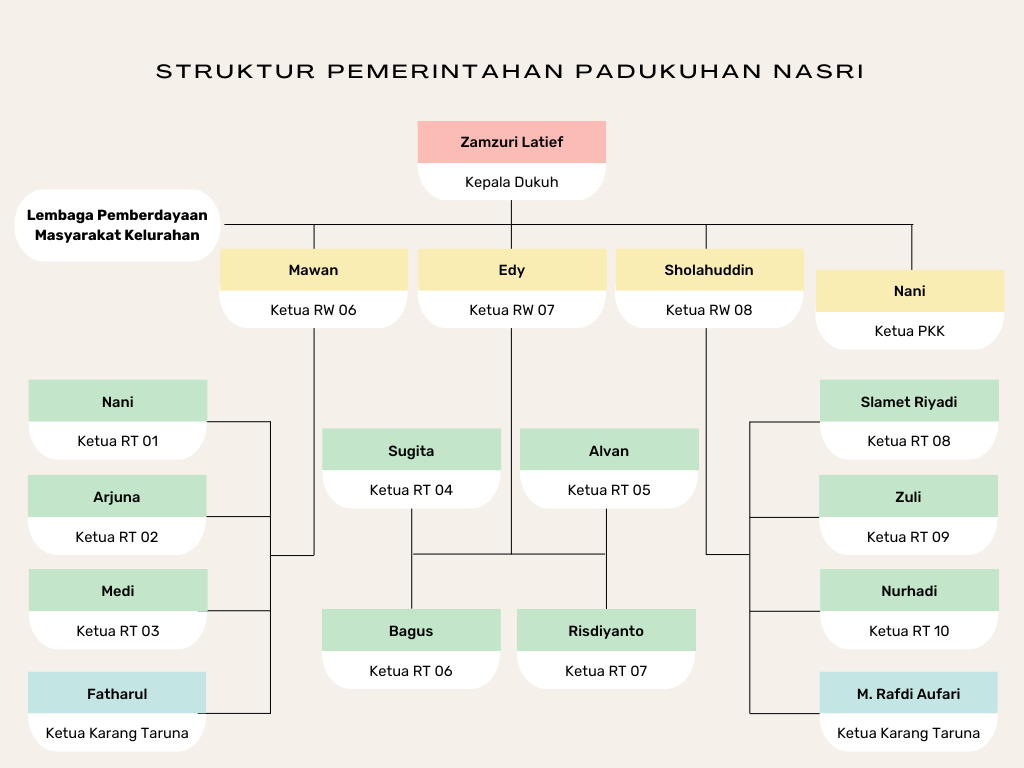 STRUKTUR PEMERINTAHAN PADUKUHAN NASRI
Zamzuri Latief
Kepala Dukuh
Lembaga Pemberdayaan
Masyarakat Kelurahan
Mawan
Ketua RW 06
Edy
Ketua RW 07
Sholahuddin
Ketua RW 08
Nani
Ketua PKK
Nani
Ketua RT 01
Arjuna
Ketua RT 02
Medi
Ketua RT 03
Fatharul
Ketua Karang Taruna
Sugita
Ketua RT 04
Alvan
Ketua RT 05
Bagus
Ketua RT 06
Risdiyanto
Ketua RT 07
Slamet Riyadi
Ketua RT 08
Zuli
Ketua RT 09
Nurhadi
Ketua RT 10
M. Rafdi Aufari
Ketua Karang Taruna